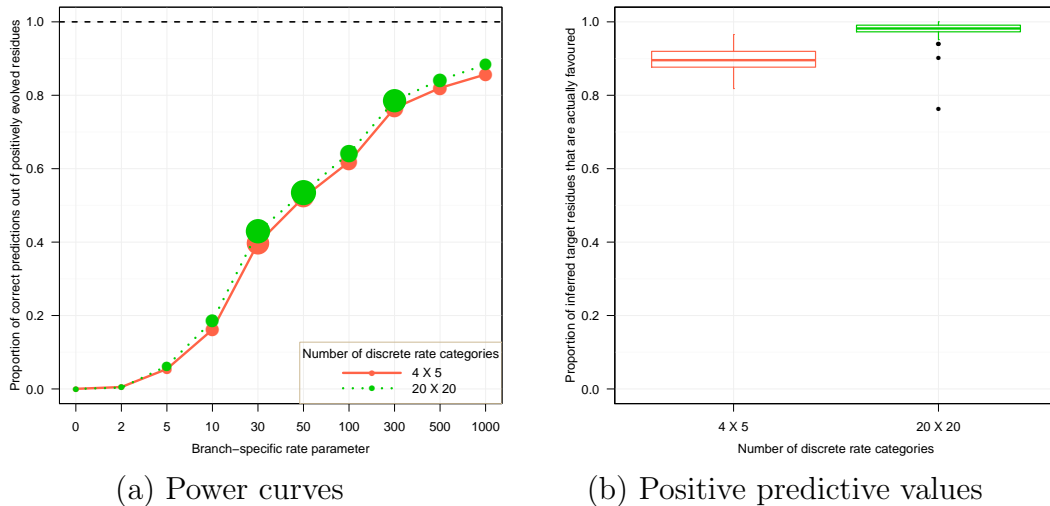 Proportion of correct predictions out of positively evolved residues
1.0
0.8
0.6
0.4
0.2
0.0
Number of discrete rate categories
4 X 5
20 X 20
0 2 5 10 30 50 100 300 500 1000
Branch−specific rate parameter
(a) Power curves
Proportion of inferred target residues that are actually favoured
1.0
0.8
0.6
0.4
0.2
0.0
4 X 5 20 X 20
Number of discrete rate categories
(b) Positive predictive values